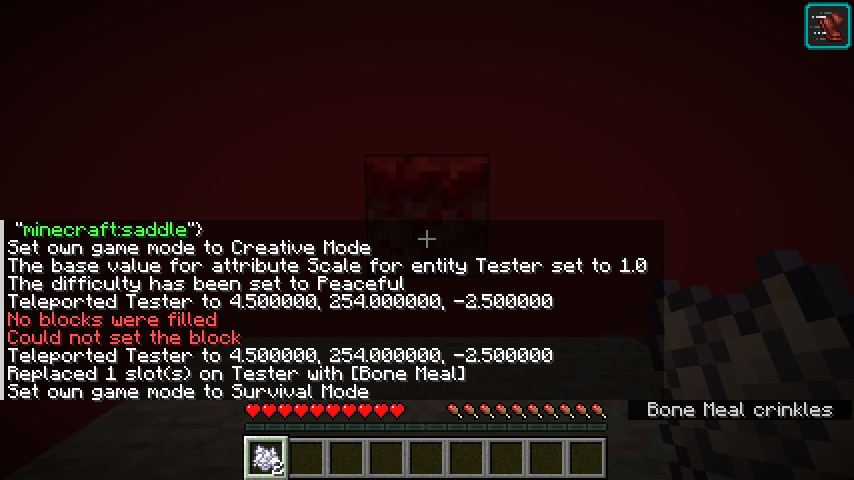 "minecraft:saddle"}
Set own game mode to Creative Mode
The base value for attribute Scale for entity Tester set to 1.0
The difficulty has been set to Peaceful
Teleported Tester to 4.500000, 254.000000, -2.500000
No blocks were filled
Could not set the block
Teleported Tester to 4.500000, 254.000000, -2.500000
Replaced 1 slot(s) on Tester with [Bone Meal]
Set own game mode to Survival Mode
Bone Meal crinkles
2